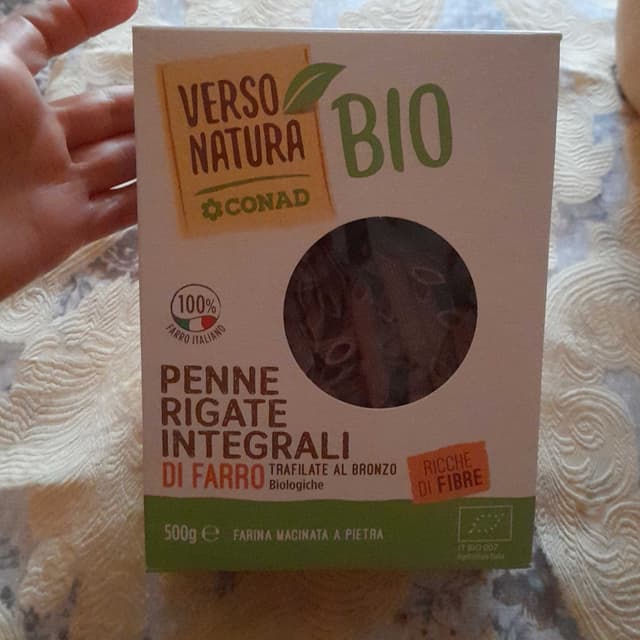 VERSO
NATURA
CONAD
BIO
100%
FARRO ITALIANO
PENNE
RIGATE
INTEGRALI
DI FARRO
TRAFILATE AL BRONZO
Biologiche
RICCHE
DI FIBRE
500g e
FARINA MACINATA A PIETRA
IT BIO 007